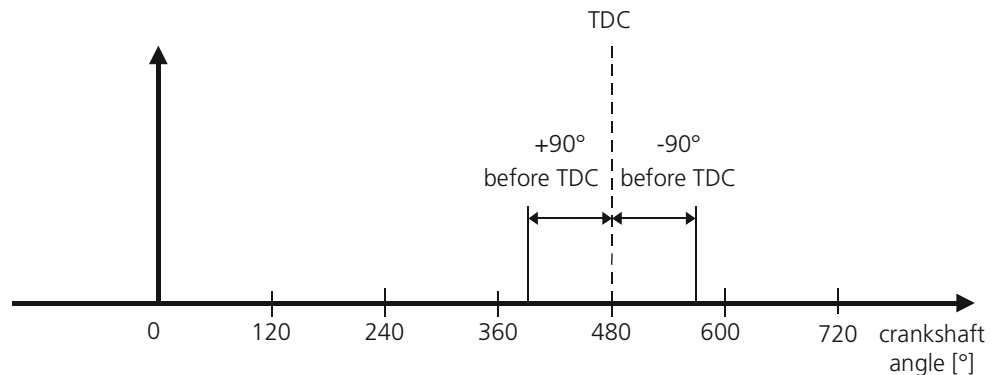 TDC
+90°
before TDC
-90°
before TDC
0
120
240
360
480
600
720
crankshaft
angle [°]